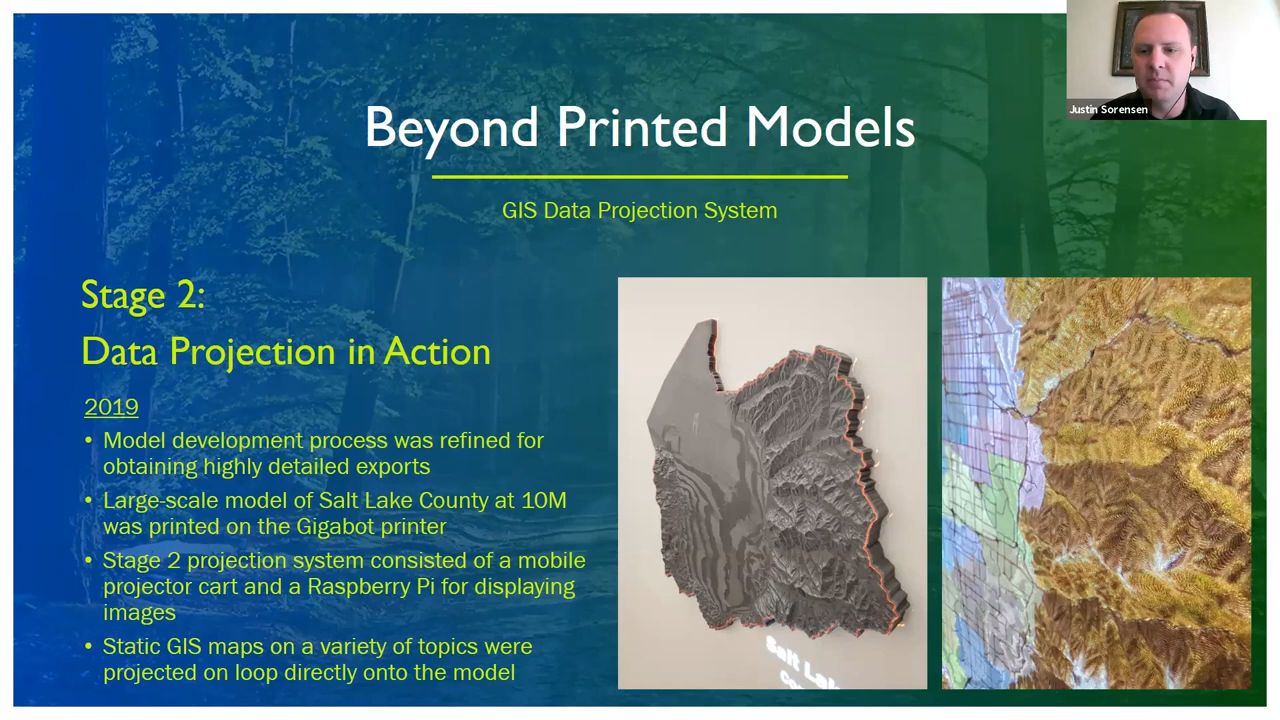 Justin Sorensen
Beyond Printed Models
GIS Data Projection System
Stage 2:
Data Projection in Action
2019
• Model development process was refined for
obtaining highly detailed exports
• Large-scale model of Salt Lake County at 10M
was printed on the Gigabot printer
• Stage 2 projection system consisted of a mobile
projector cart and a Raspberry Pi for displaying
images
• Static GIS maps on a variety of topics were
projected on loop directly onto the model
Salt Lak